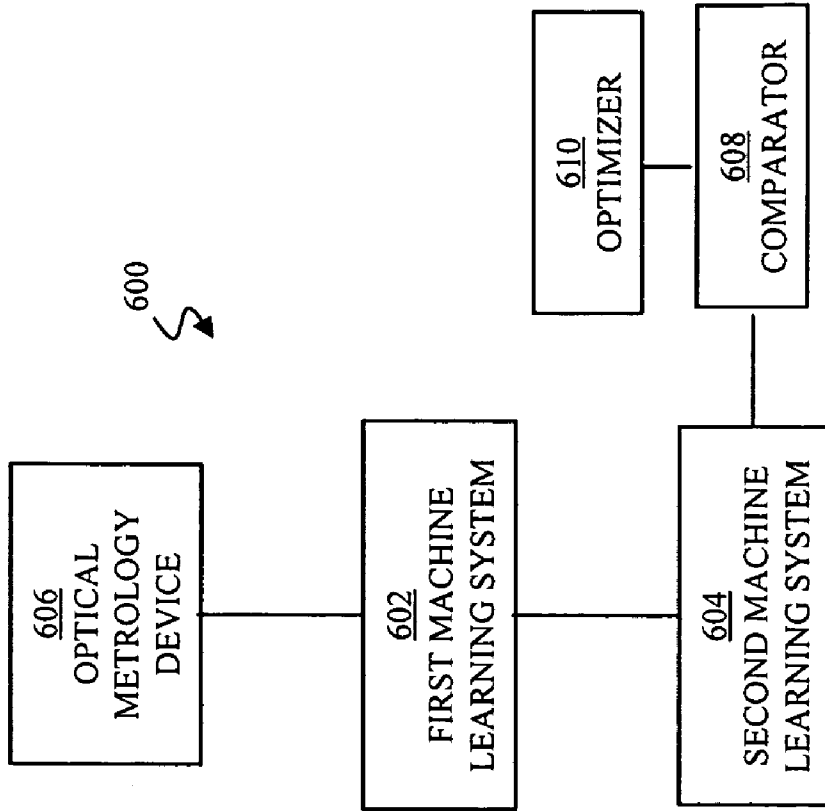 600
606
OPTICAL
METROLOGY
DEVICE
602
FIRST MACHINE
LEARNING SYSTEM
604
SECOND MACHINE
LEARNING SYSTEM
610
OPTIMIZER
608
COMPARATOR